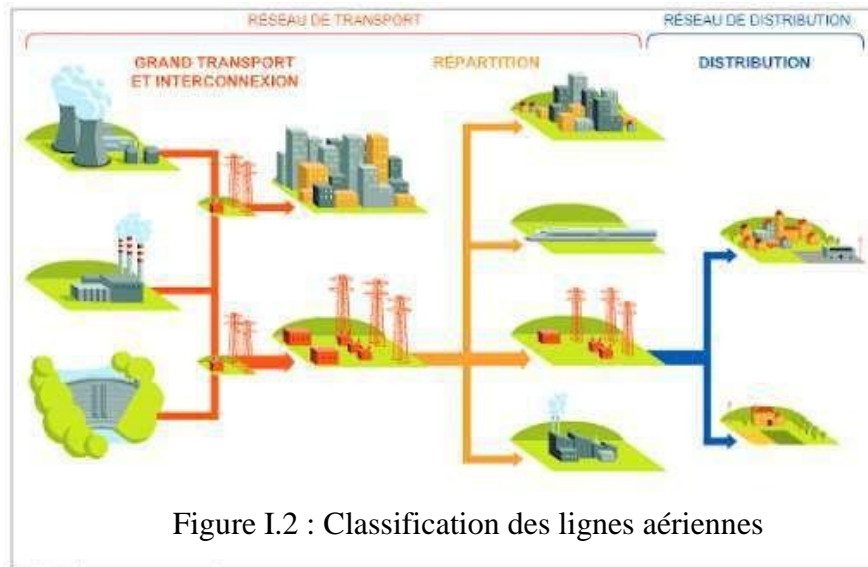 RÉSEAU DE TRANSPORT
RÉSEAU DE DISTRIBUTION
GRAND TRANSPORT
ET INTERCONNEXION
RÉPARTITION
DISTRIBUTION
Figure I.2 : Classification des lignes aériennes